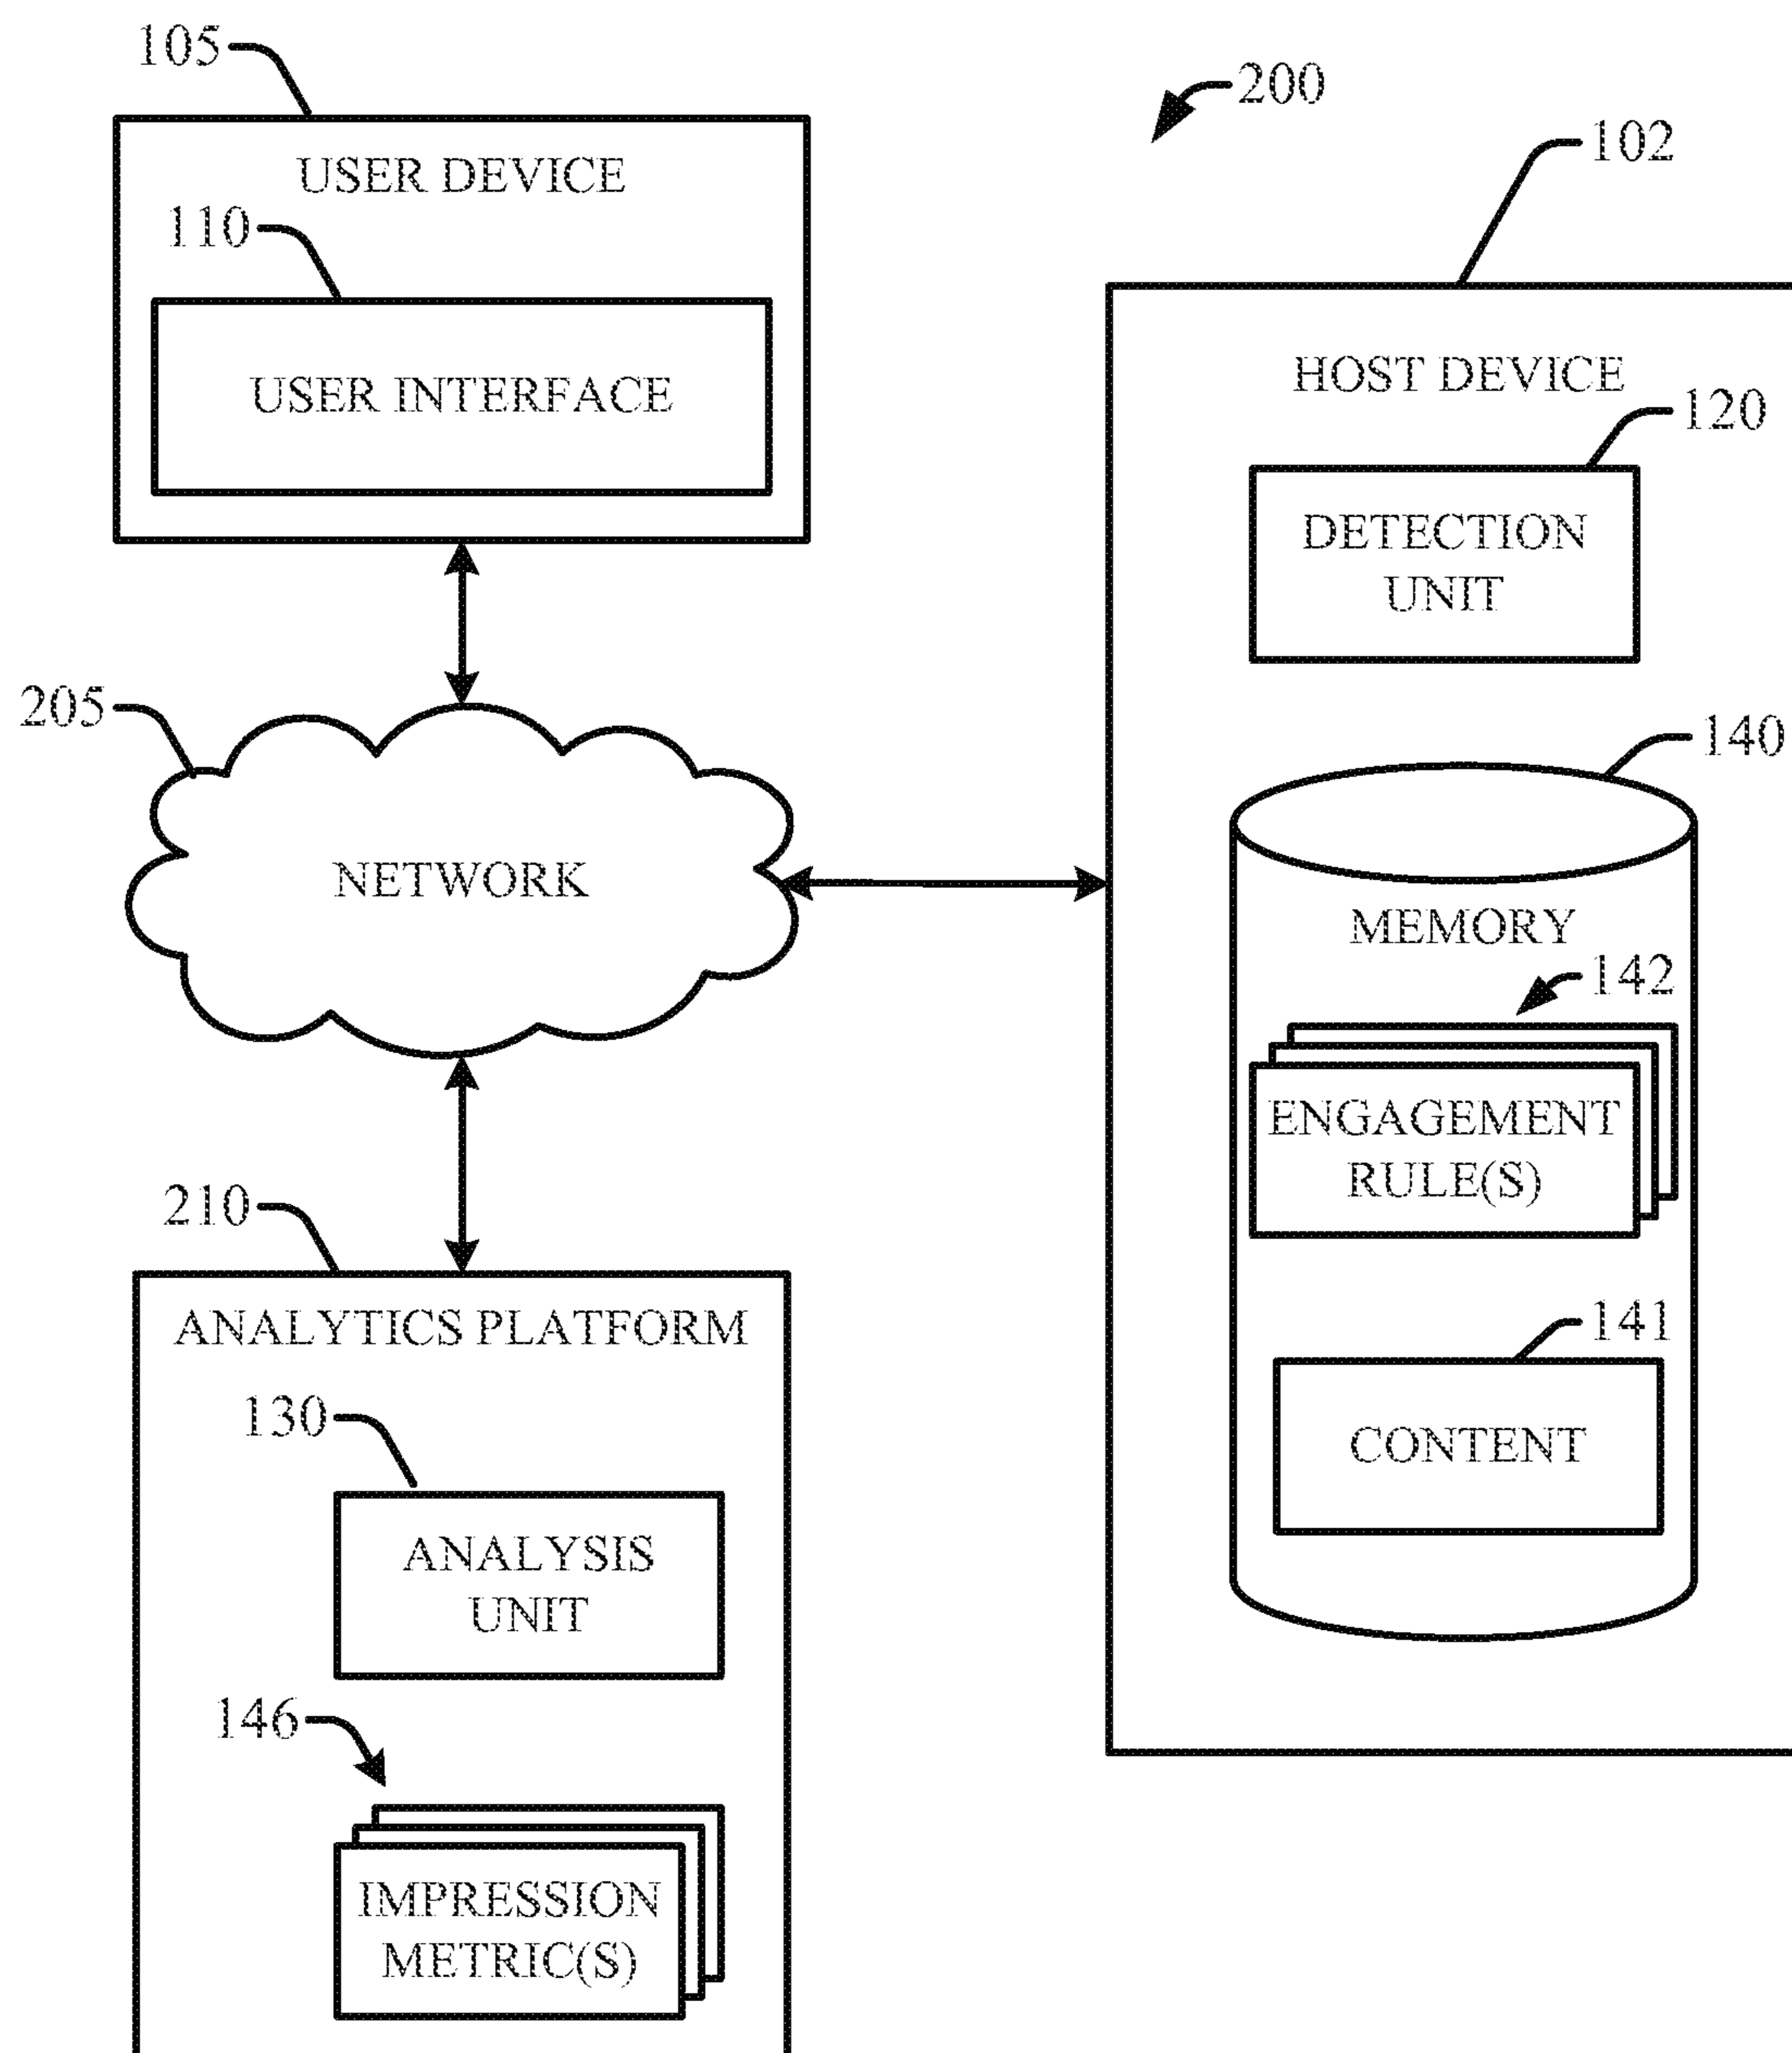 105
200
USER DEVICE
102
110
USER INTERFACE
HOST DEVICE
120
DETECTION
UNIT
205
140
NETWORK
MEMORY
142
ENGAGEMENT
RULE(S)
210
ANALYTICS PLATFORM
141
CONTENT
130
ANALYSIS
UNIT
146
IMPRESSION
METRIC(S)